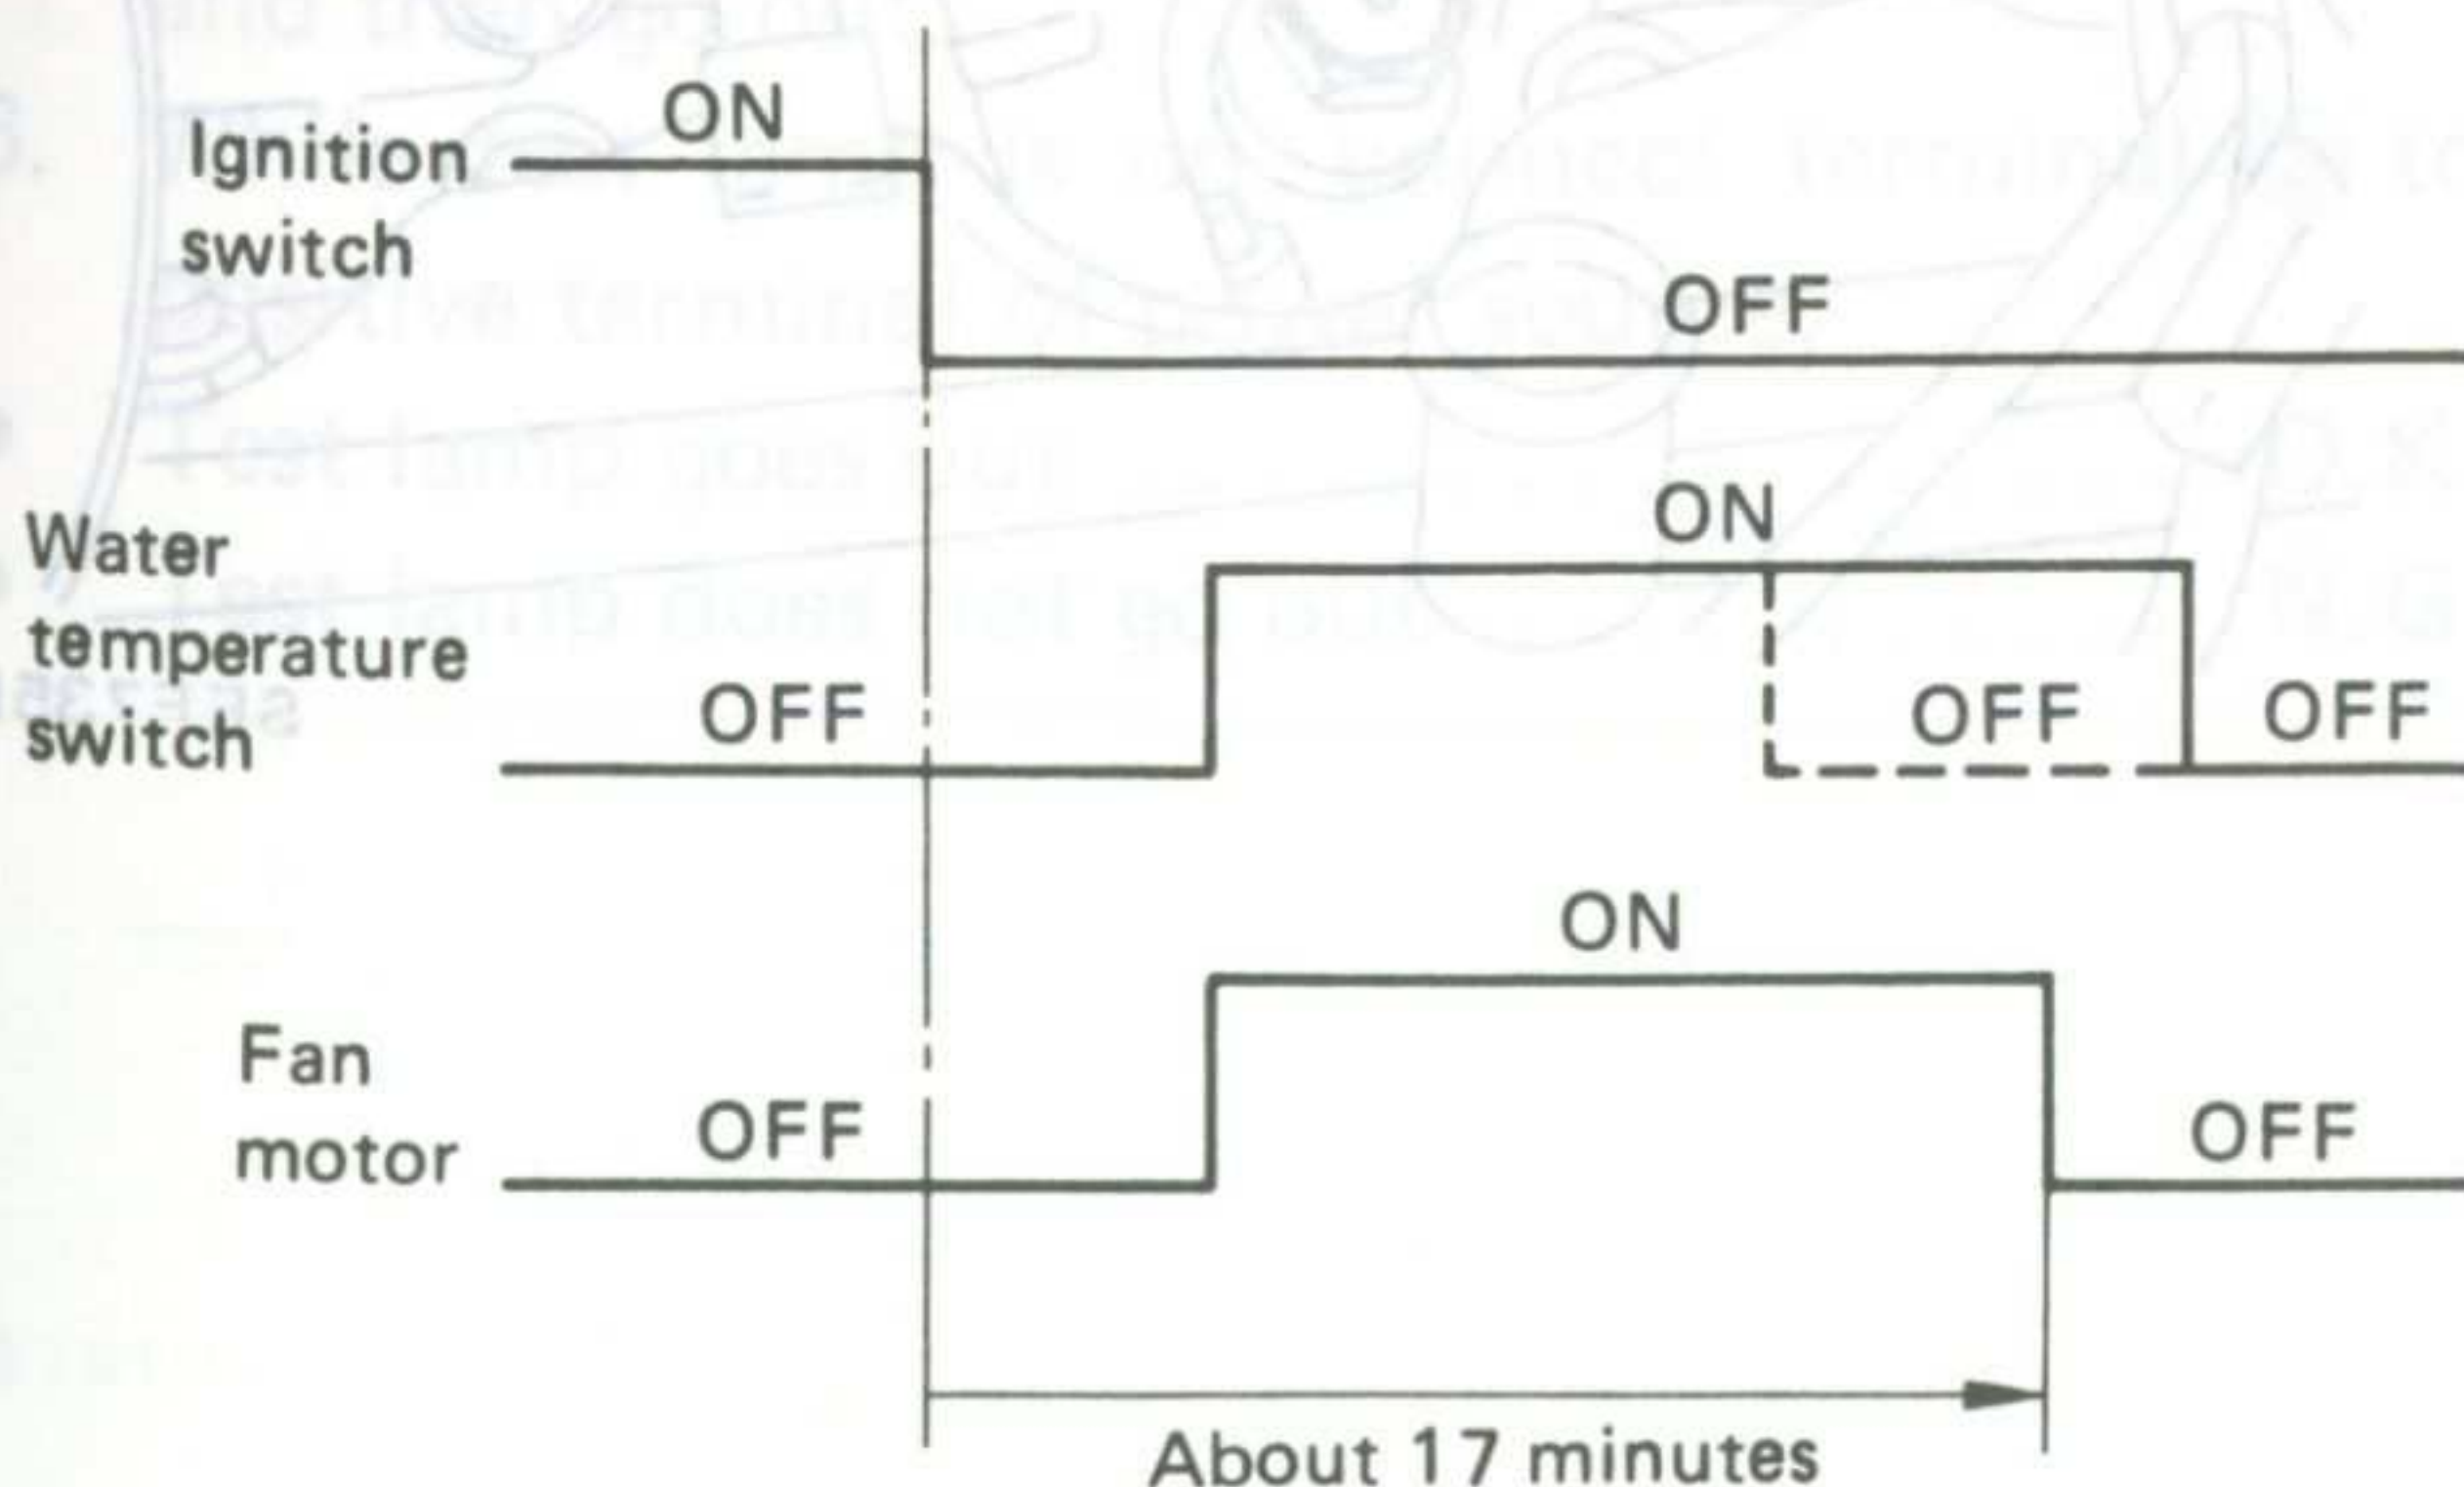 ON
Ignition
switch
OFF
ON
Water
temperature
switch
OFF
OFF
OFF
ON
Fan
motor
OFF
OFF
About 17 minutes